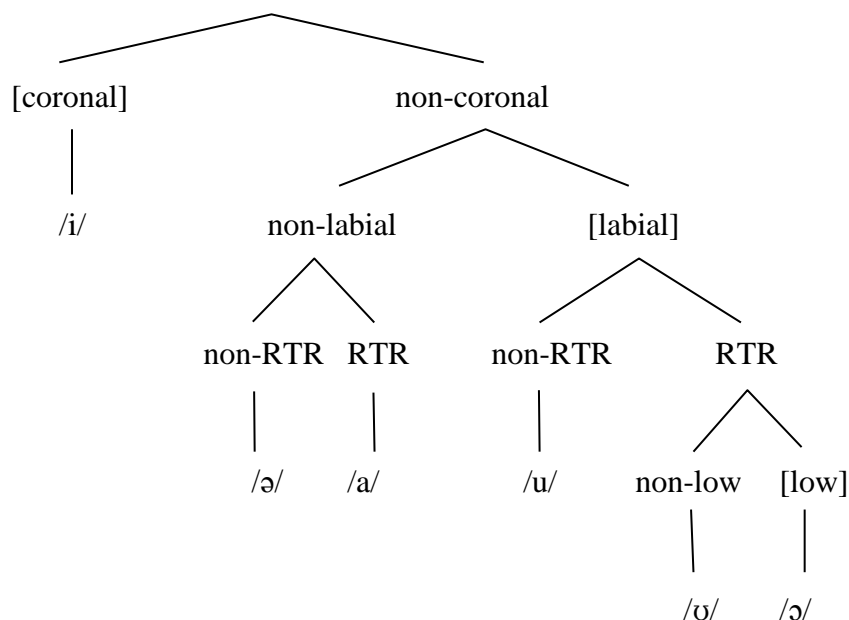 [coronal] non-coronal
/i/ non-labial [labial]
non-RTR RTR non-RTR RTR
/ə/ /a/ /u/ non-low [low]
/ʊ/ /ɔ/